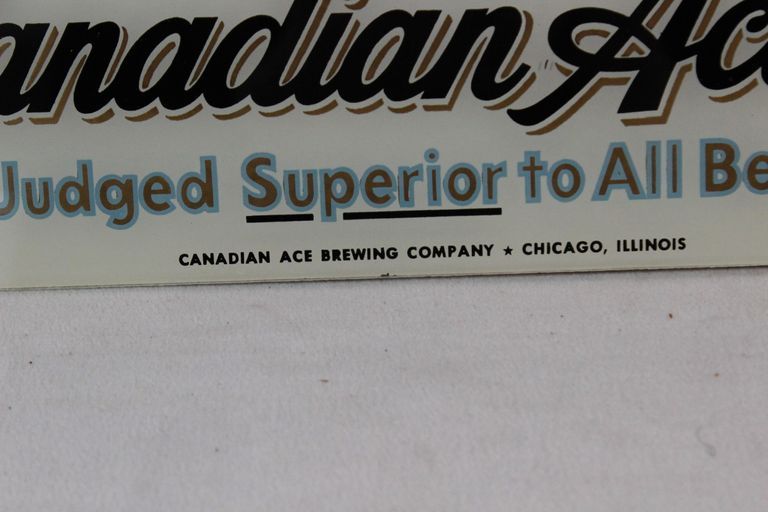 anadian Ac
Judged Superior to All Be
CANADIAN ACE BREWING COMPANY ★ CHICAGO, ILLINOIS